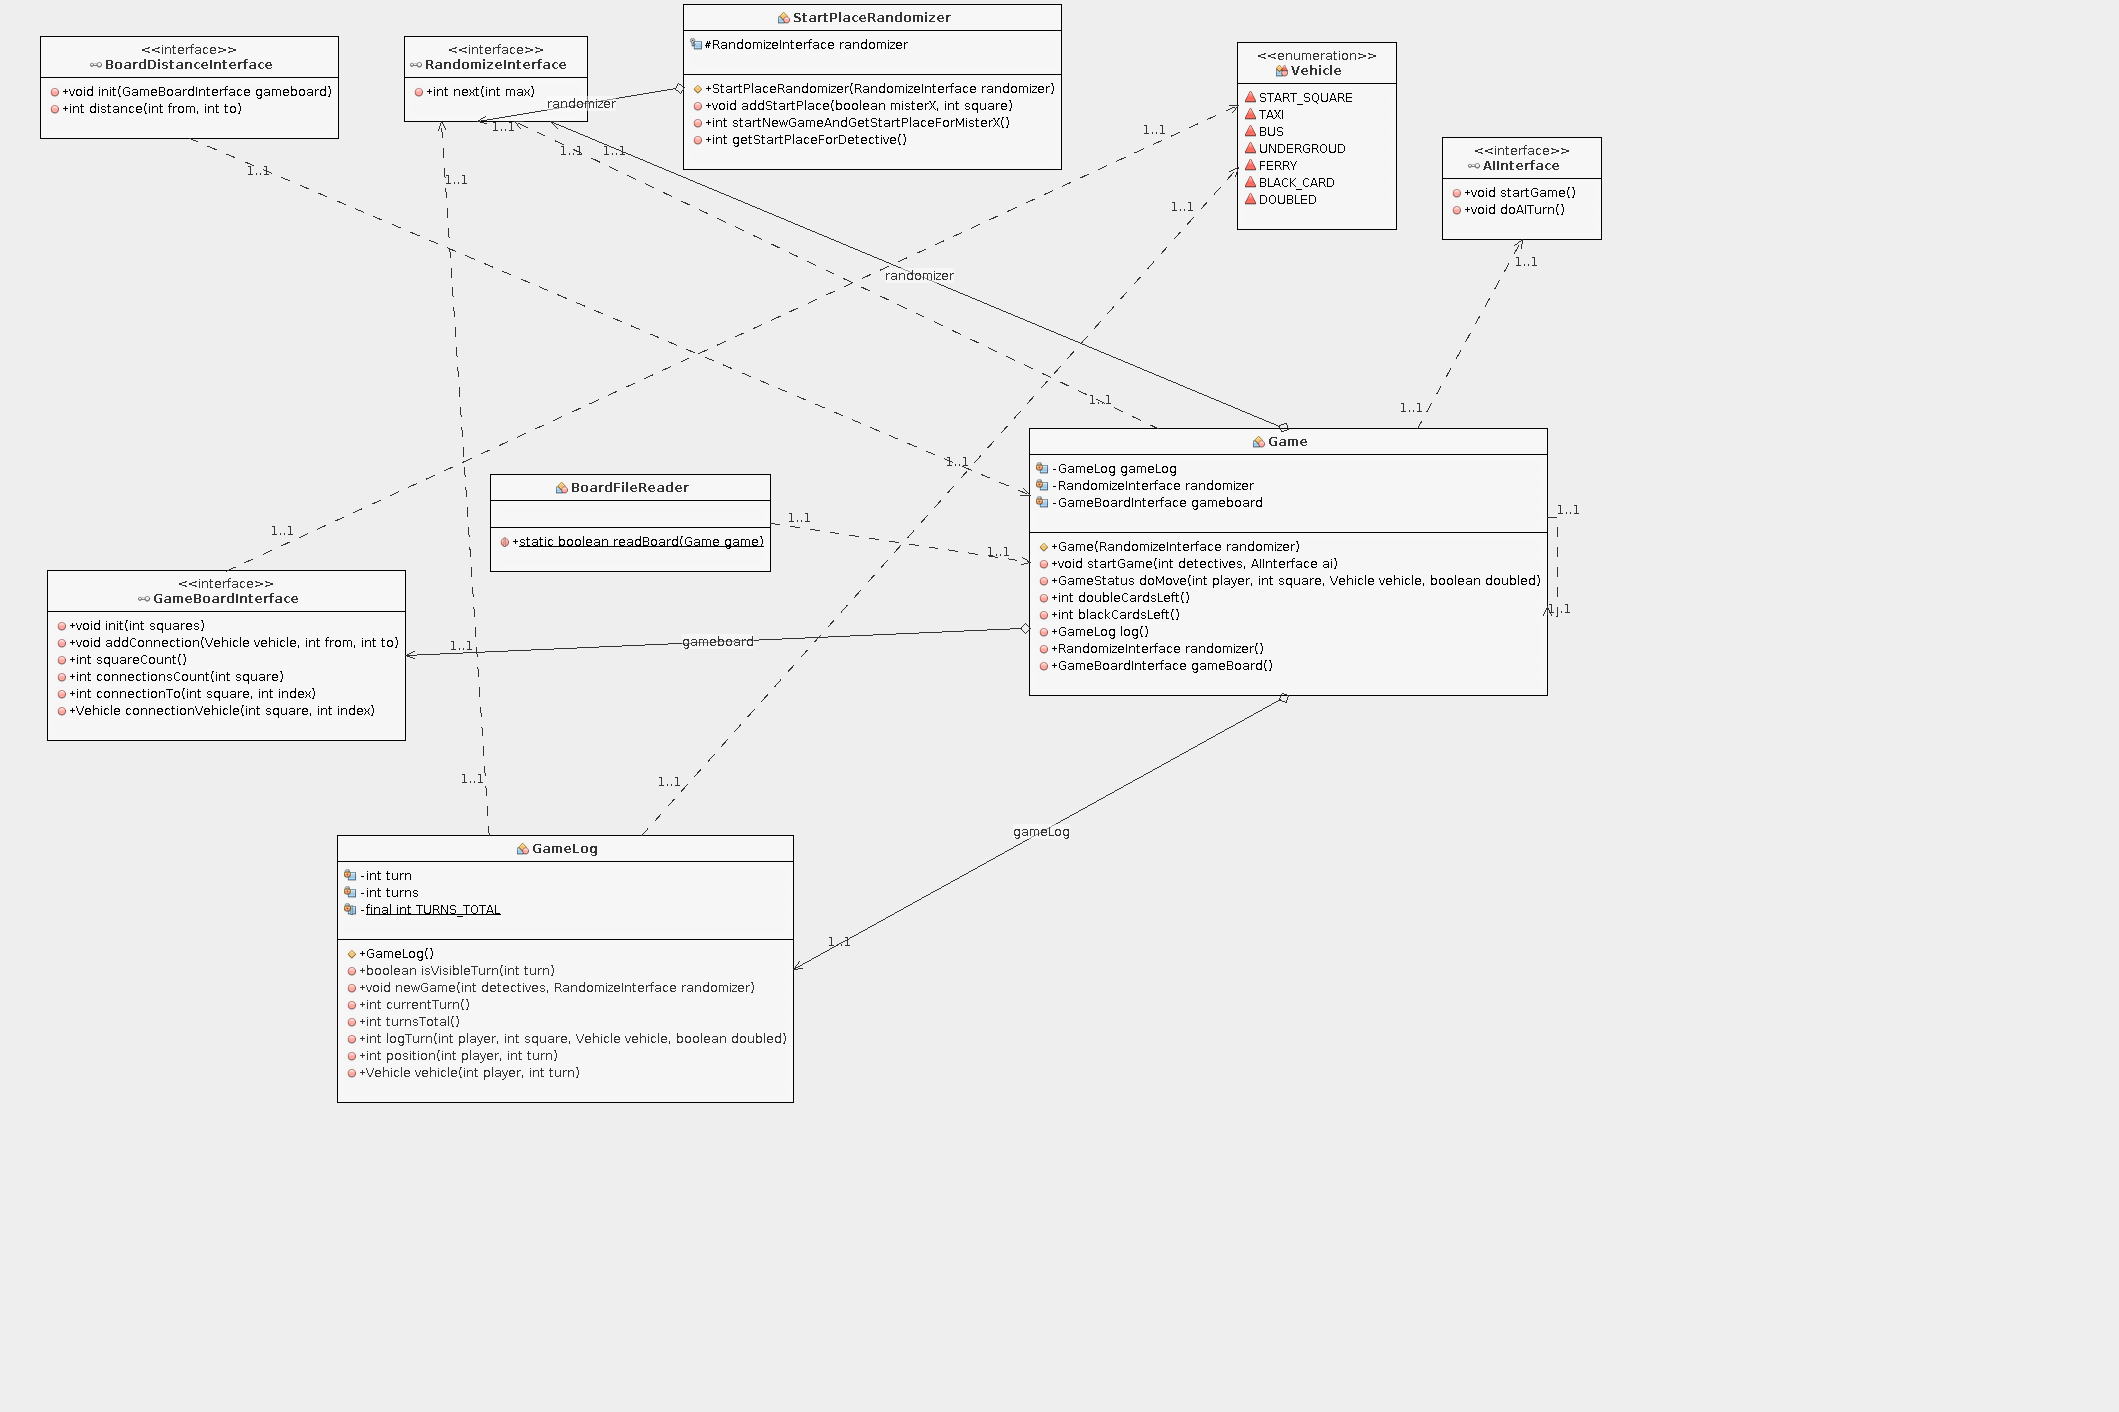 <<interface>>
BoardDistanceInterface
+void init(GameBoardInterface gameboard)
+int distance(int from, int to)
1..1
<<interface>>
RandomizeInterface
+int next(int max)
randomizer
1..1
1..1
1..1
1..1
StartPlaceRandomizer
#RandomizeInterface randomizer
+StartPlaceRandomizer(RandomizeInterface randomizer)
+void addStartPlace(boolean misterX, int square)
+int startNewGameAndGetStartPlaceForMisterX()
+int getStartPlaceForDetective()
<<enumeration>>
Vehicle
START_SQUARE
TAXI
BUS
UNDERGROUD
FERRY
BLACK_CARD
DOUBLED
1..1
1..1
<<interface>>
AIInterface
+void startGame()
+void doAITurn()
1..1
randomizer
1..1
1..1
1..1
Game
-GameLog gameLog
-RandomizeInterface randomizer
-GameBoardInterface gameboard
+Game(RandomizeInterface randomizer)
+void startGame(int detectives, AIInterface ai)
+GameStatus doMove(int player, int square, Vehicle vehicle, boolean doubled)
+int doubleCardsLeft()
+int blackCardsLeft()
+GameLog log()
+RandomizeInterface randomizer()
+GameBoardInterface gameBoard()
1..1
1..1
BoardFileReader
+static boolean readBoard(Game game)
1..1
1..1
1..1
<<interface>>
GameBoardInterface
+void init(int squares)
+void addConnection(Vehicle vehicle, int from, int to)
+int squareCount()
+int connectionsCount(int square)
+int connectionTo(int square, int index)
+Vehicle connectionVehicle(int square, int index)
1..1
gameboard
1..1
1..1
gameLog
1..1
GameLog
-int turn
-int turns
-final int TURNS_TOTAL
+GameLog()
+boolean isVisibleTurn(int turn)
+void newGame(int detectives, RandomizeInterface randomizer)
+int currentTurn()
+int turnsTotal()
+int logTurn(int player, int square, Vehicle vehicle, boolean doubled)
+int position(int player, int turn)
+Vehicle vehicle(int player, int turn)